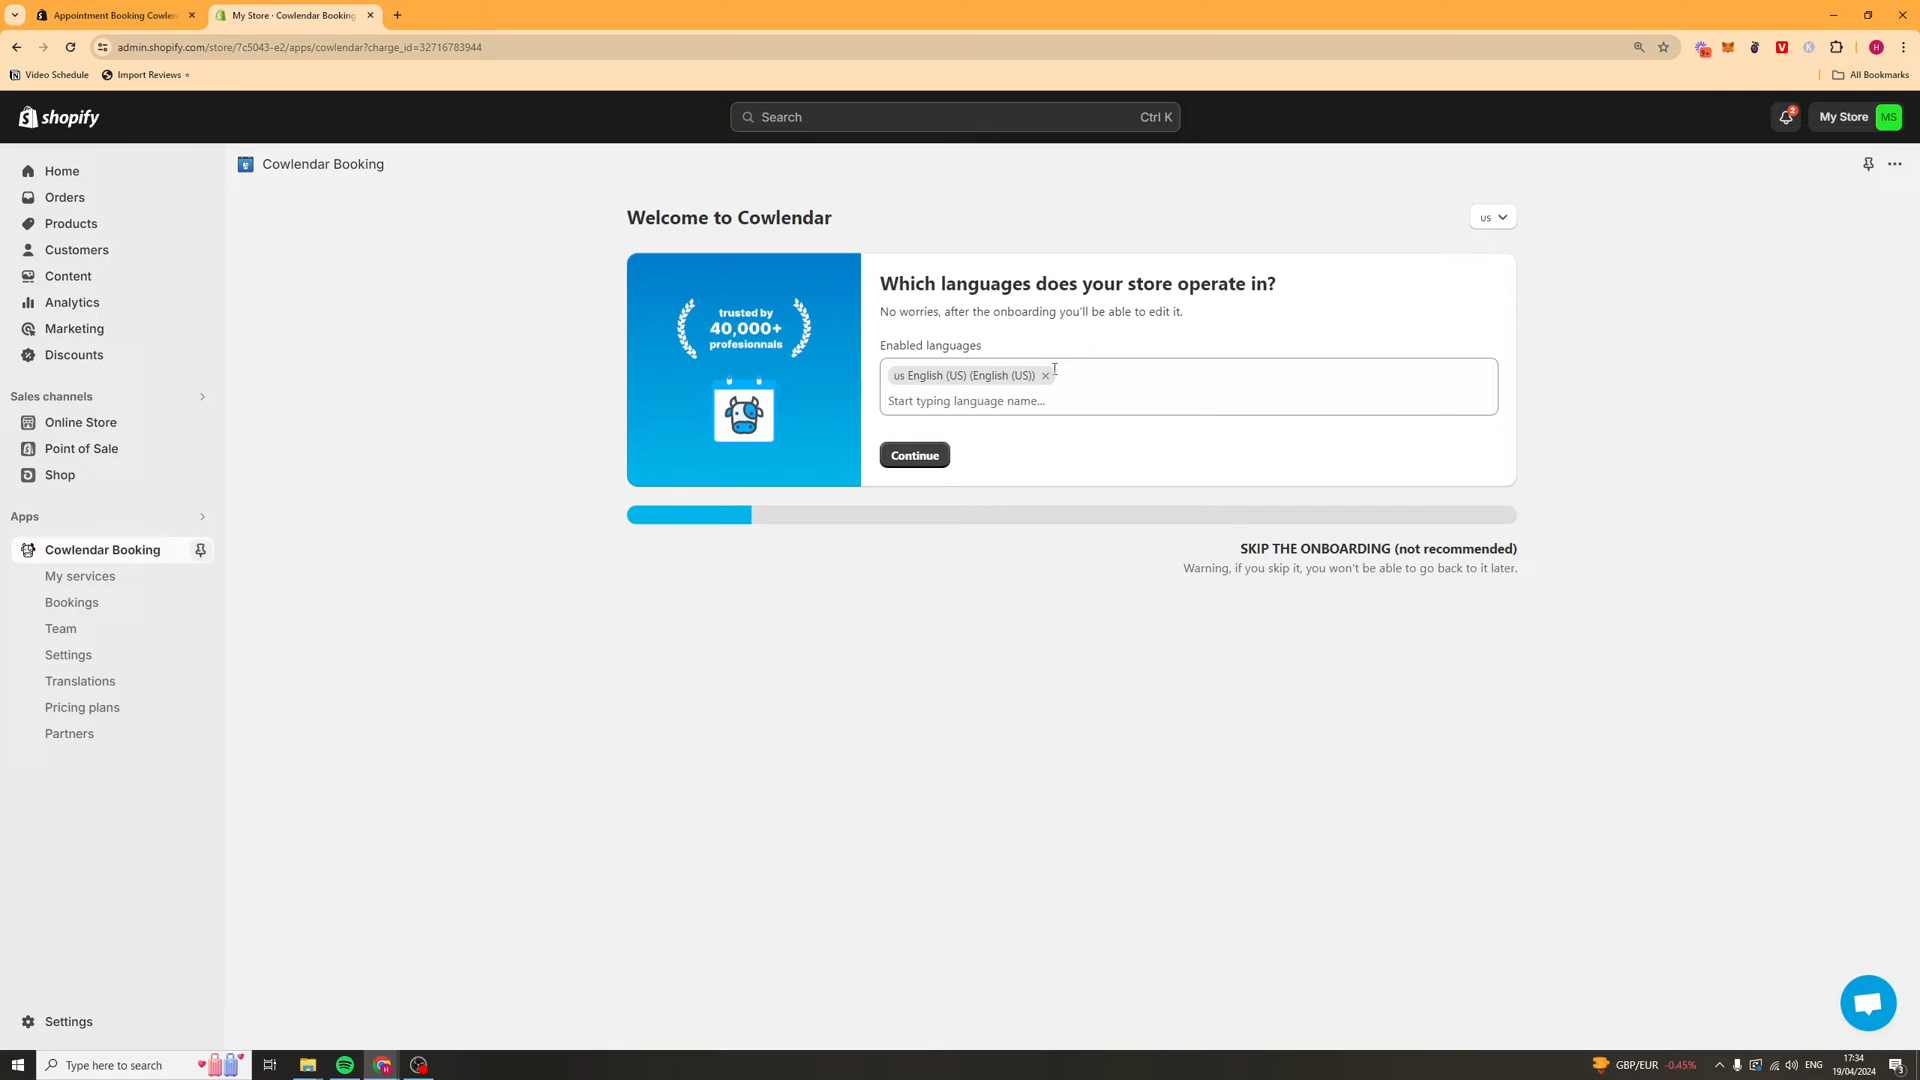 Appointment Booking Cowlen
My Store · Cowlendar Booking
admin.shopify.com/store/7c5043-e2/apps/cowlendar?charge_id=32716783944
9+
V
K
H
Video Schedule
Import Reviews
»
All Bookmarks
shopify
Search
Ctrl K
2
My Store
MS
Home
Orders
Products
Customers
Content
Analytics
Marketing
Discounts
Sales channels
Online Store
Point of Sale
Shop
Apps
Cowlendar Booking
My services
Bookings
Team
Settings
Translations
Pricing plans
Partners
Settings
Cowlendar Booking
Welcome to Cowlendar
us
trusted by
40,000+
profesionnals
Which languages does your store operate in?
No worries, after the onboarding you'll be able to edit it.
Enabled languages
us English (US) (English (US))
Start typing language name...
Continue
SKIP THE ONBOARDING (not recommended)
Warning, if you skip it, you won't be able to go back to it later.
Type here to search
GBP/EUR -0.45%
ENG
17:34
19/04/2024
3